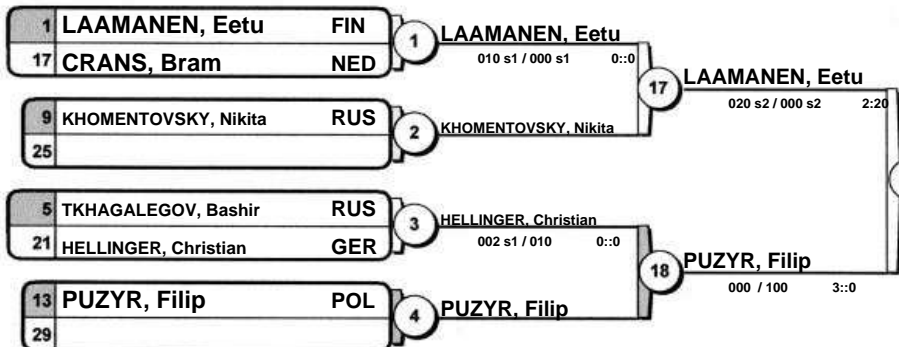 1 LAAMANEN, Eetu FIN
17 CRANS, Bram NED
1
LAAMANEN, Eetu
010 s1 / 000 s1 0::0
9 KHOMENTOVSKY, Nikita RUS
25
2
KHOMENTOVSKY, Nikita
17
LAAMANEN, Eetu
020 s2 / 000 s2 2:20
5 TKHAGALEGOV, Bashir RUS
21 HELLINGER, Christian GER
3
HELLINGER, Christian
002 s1 / 010 0::0
13 PUZYR, Filip POL
29
4
PUZYR, Filip
18
PUZYR, Filip
000 / 100 3::0